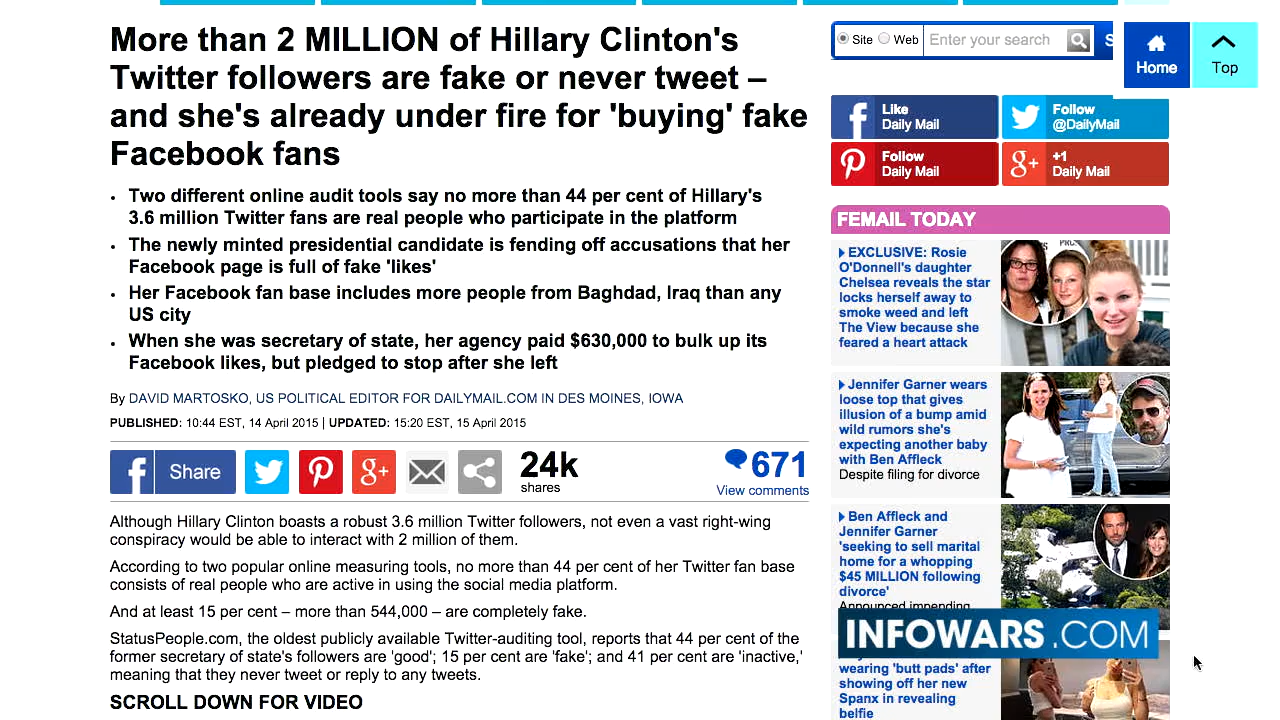 More than 2 MILLION of Hillary Clinton's
Twitter followers are fake or never tweet –
and she's already under fire for 'buying' fake
Facebook fans
• Two different online audit tools say no more than 44 per cent of Hillary's
3.6 million Twitter fans are real people who participate in the platform
• The newly minted presidential candidate is fending off accusations that her
Facebook page is full of fake 'likes'
• Her Facebook fan base includes more people from Baghdad, Iraq than any
US city
• When she was secretary of state, her agency paid $630,000 to bulk up its
Facebook likes, but pledged to stop after she left
By DAVID MARTOSKO, US POLITICAL EDITOR FOR DAILYMAIL.COM IN DES MOINES, IOWA
PUBLISHED: 10:44 EST, 14 April 2015 | UPDATED: 15:20 EST, 15 April 2015
Share
24k
shares
671
View comments
Although Hillary Clinton boasts a robust 3.6 million Twitter followers, not even a vast right-wing
conspiracy would be able to interact with 2 million of them.
According to two popular online measuring tools, no more than 44 per cent of her Twitter fan base
consists of real people who are active in using the social media platform.
And at least 15 per cent – more than 544,000 – are completely fake.
StatusPeople.com, the oldest publicly available Twitter-auditing tool, reports that 44 per cent of the
former secretary of state's followers are 'good'; 15 per cent are 'fake'; and 41 per cent are 'inactive,'
meaning that they never tweet or reply to any tweets.
SCROLL DOWN FOR VIDEO
Site Web Enter your search
Home
Top
Like
Daily Mail
Follow
@DailyMail
Follow
Daily Mail
+1
Daily Mail
FEMAIL TODAY
EXCLUSIVE: Rosie
O'Donnell's daughter
Chelsea reveals the star
locks herself away to
smoke weed and left
The View because she
feared a heart attack
Jennifer Garner wears
loose top that gives
illusion of a bump amid
wild rumors she's
expecting another baby
with Ben Affleck
Despite filing for divorce
Ben Affleck and
Jennifer Garner
'seeking to sell marital
home for a whopping
$45 MILLION following
divorce'
Announced impending
INFOWARS.COM
wearing 'butt pads' after
showing off her new
Spanx in revealing
belfie